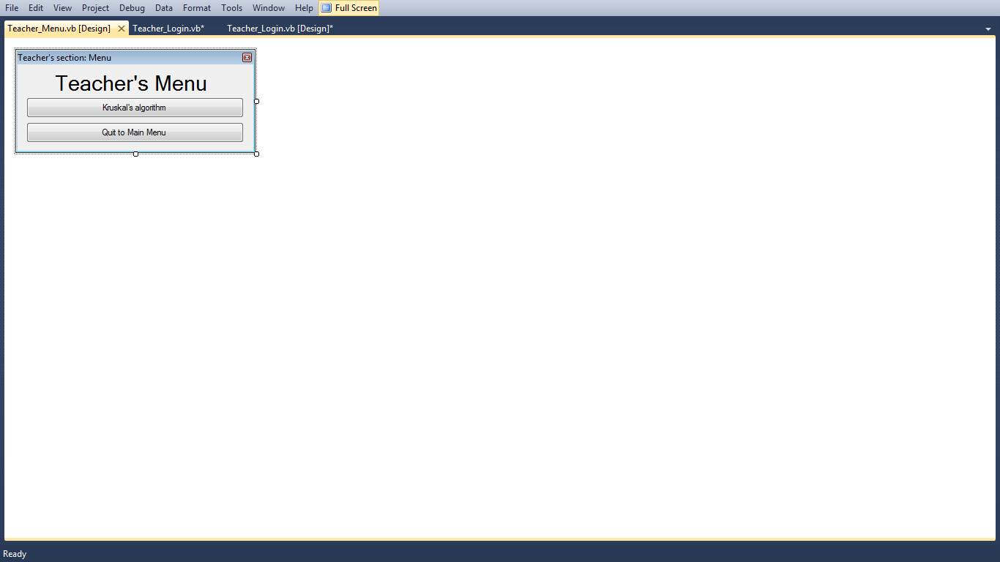 File Edit View Project Debug Data Format Tools Window Help Full Screen
Teacher_Menu.vb [Design] Teacher_Login.vb* Teacher_Login.vb [Design]*
Teacher's section: Menu
Teacher's Menu
Kruskal's algorithm
Quit to Main Menu
Ready